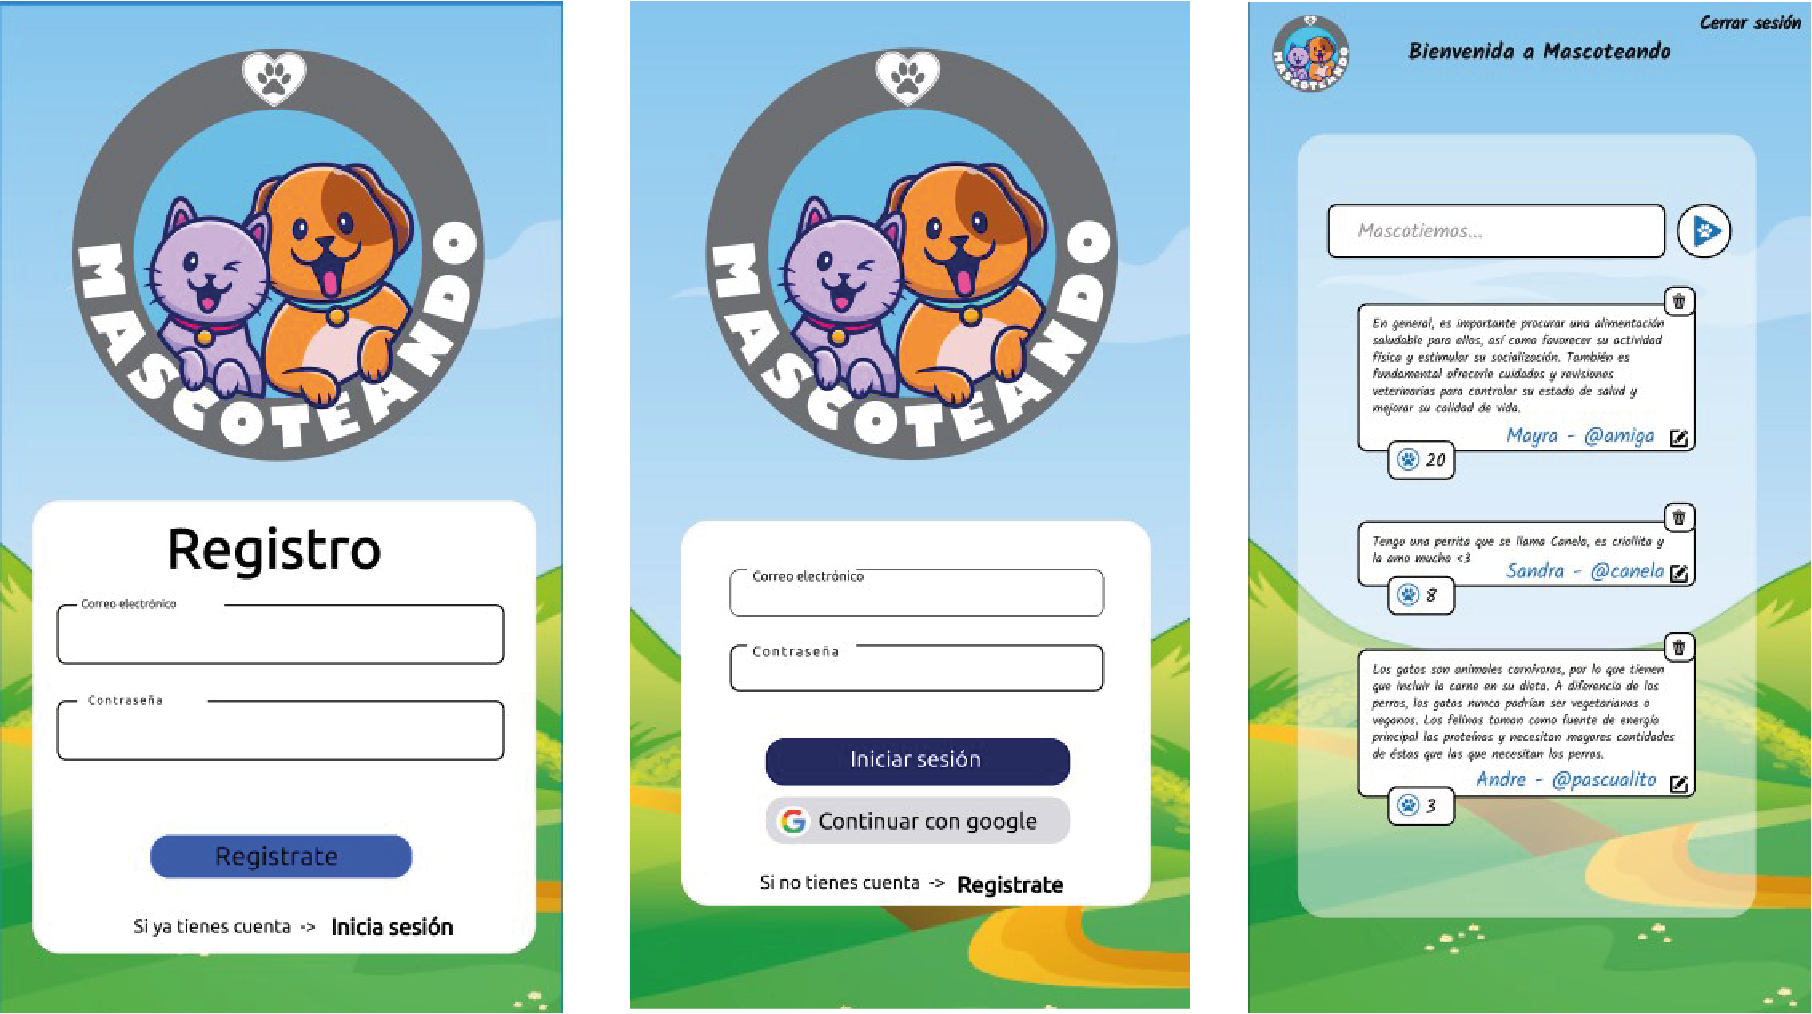 MASCOTEANDO
Registro
Correo electrónico
Contraseña
Registrate
Si ya tienes cuenta -> Inicia sesión
MASCOTEANDO
Correo electrónico
Contraseña
Iniciar sesión
G Continuar con google
Si no tienes cuenta -> Registrate
Cerrar sesión
MASCOTEANDO
Bienvenida a Mascoteando
Mascotiemos...
En general, es importante procurar una alimentación
saludable para ellos, así como favorecer su actividad
física y estimular su socialización. También es
fundamental ofrecerle cuidados y revisiones
veterinarias para controlar su estado de salud y
mejorar su calidad de vida.
Mayra - @amiga
20
Tengo una perrita que se llama Canela, es criollita y
la amo mucho <3
Sandra - @canela
8
Los gatos son animales carnívoros, por lo que tienen
que incluir la carne en su dieta. A diferencia de los
perros, los gatos nunca podrían ser vegetarianos o
veganos. Los felinos toman como fuente de energía
principal las proteínas y necesitan mayores cantidades
de éstas que las que necesitan los perros.
Andre - @pascualito
3